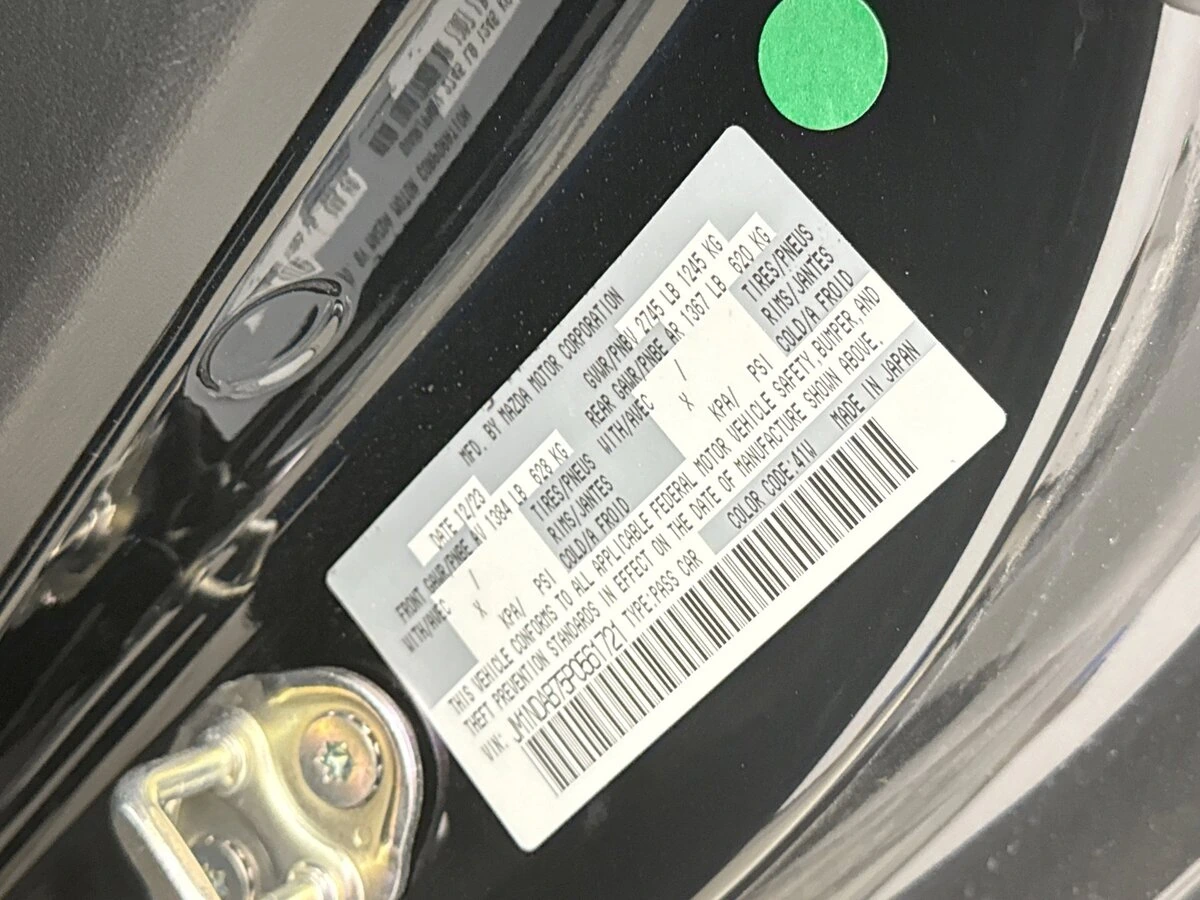 MFD. BY MAZDA MOTOR CORPORATION
DATE 12/23 GVWR/PNBV 2745 LB 1245 KG
FRONT GAWR/PNBE AV 1384 LB 628 KG REAR GAWR/PNBE AR 1367 LB 620 KG
WITH/AVEC / TIRES/PNEUS WITH/AVEC / TIRES/PNEUS
X RIMS/JANTES X RIMS/JANTES
KPA/ PSI COLD/A FROID KPA/ PSI COLD/A FROID
THIS VEHICLE CONFORMS TO ALL APPLICABLE FEDERAL MOTOR VEHICLE SAFETY, BUMPER, AND
THEFT PREVENTION STANDARDS IN EFFECT ON THE DATE OF MANUFACTURE SHOWN ABOVE.
VIN: JM1NDAB75P0561721 TYPE:PASS CAR COLOR CODE:41W MADE IN JAPAN